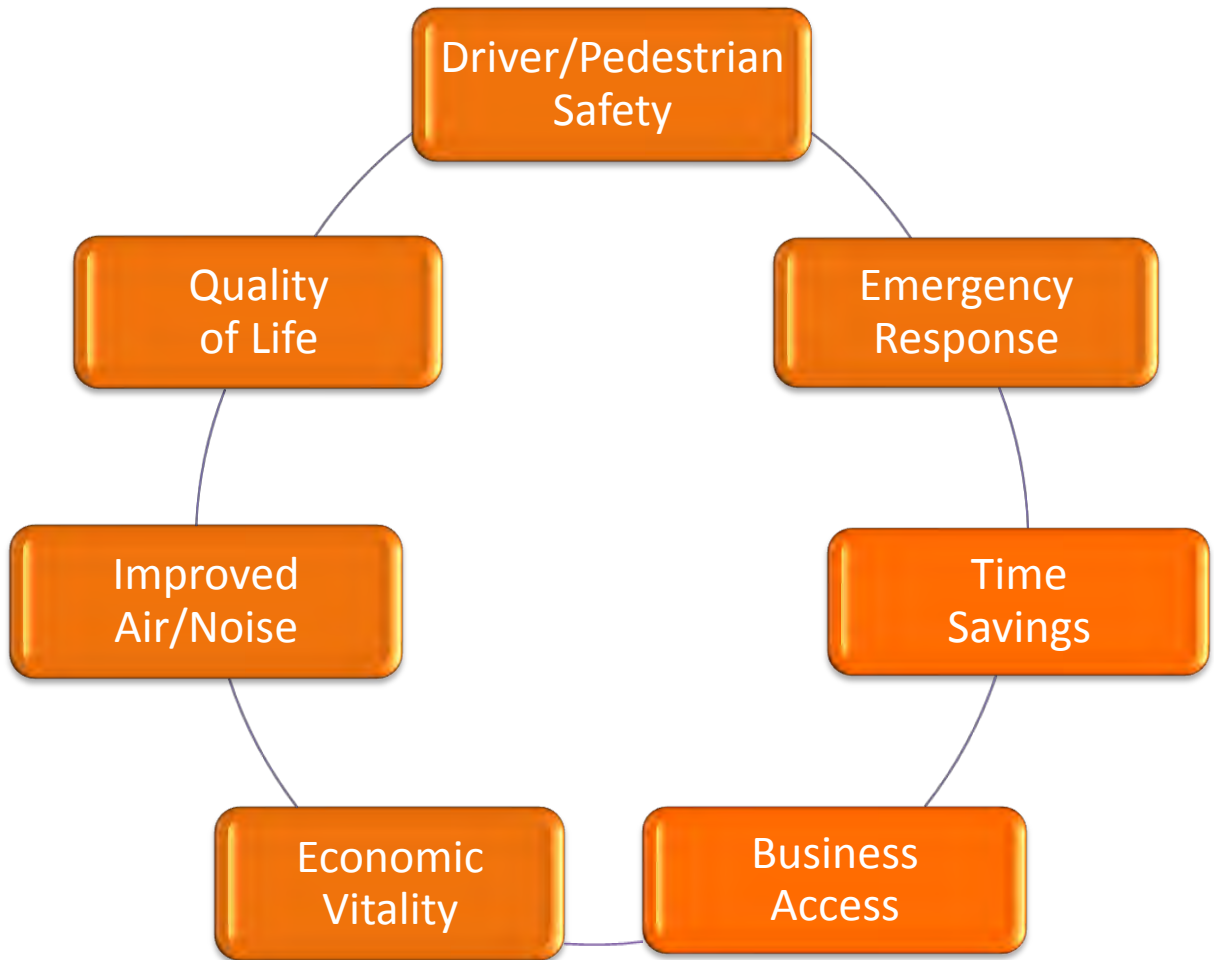 Driver/Pedestrian
Safety
Emergency
Response
Time
Savings
Business
Access
Economic
Vitality
Improved
Air/Noise
Quality
of Life